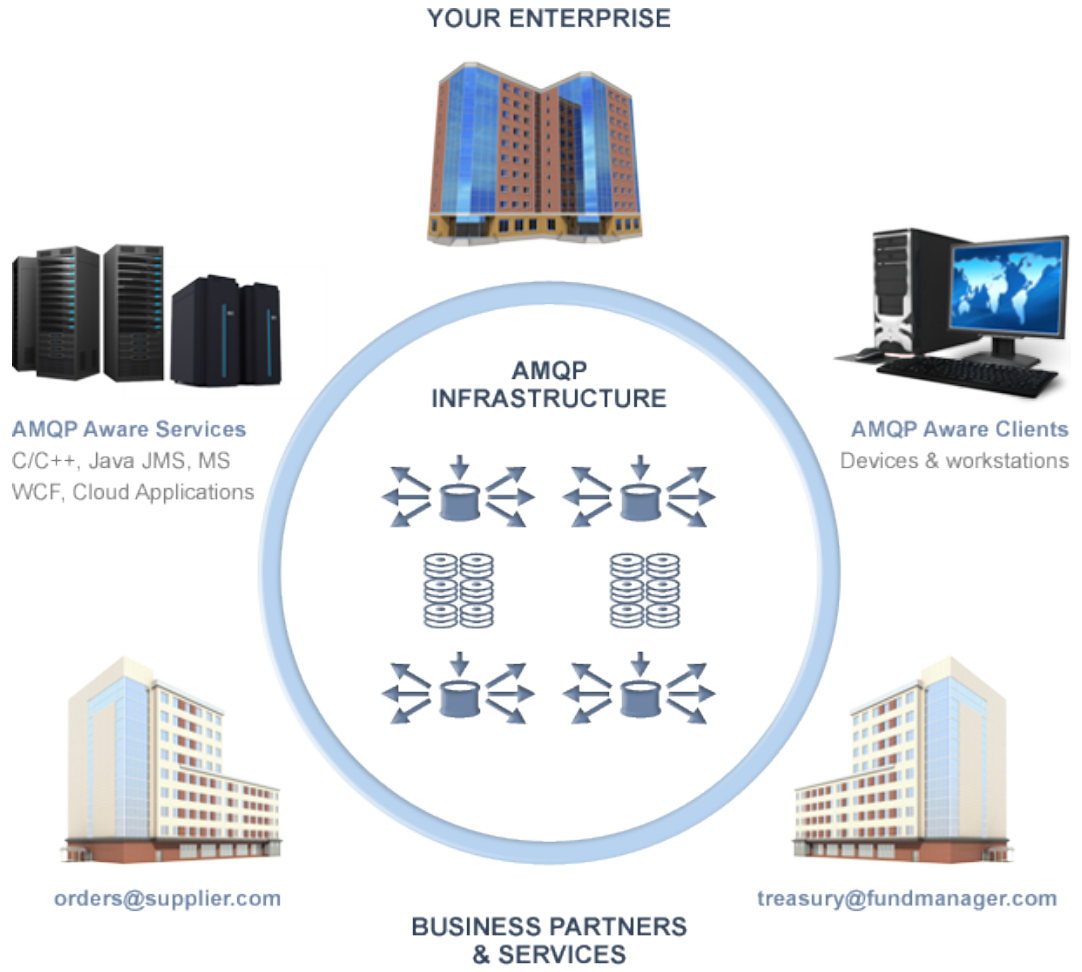 YOUR ENTERPRISE
AMQP
INFRASTRUCTURE
AMQP Aware Services
C/C++, Java JMS, MS
WCF, Cloud Applications
AMQP Aware Clients
Devices & workstations
orders@supplier.com
treasury@fundmanager.com
BUSINESS PARTNERS
& SERVICES